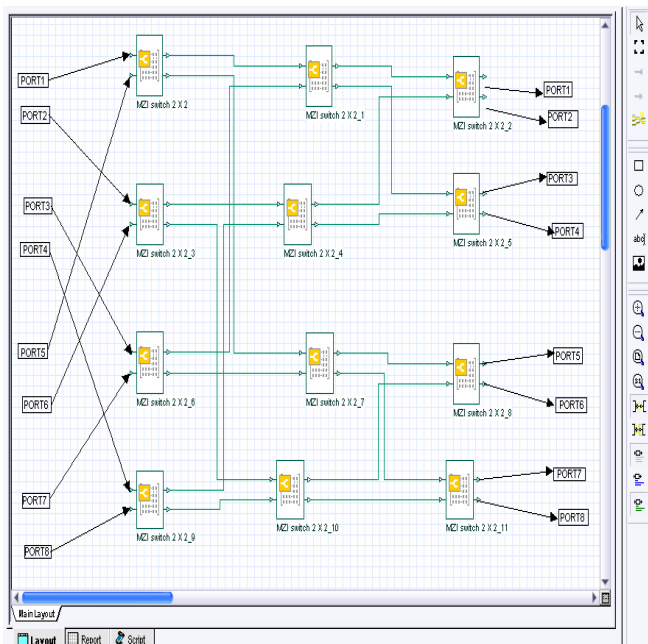 PORT1
PORT2
PORT3
PORT4
PORT5
PORT6
PORT7
PORT8
MZI switch 2 X 2
MZI switch 2 X 2_1
MZI switch 2 X 2_2
MZI switch 2 X 2_3
MZI switch 2 X 2_4
MZI switch 2 X 2_5
MZI switch 2 X 2_6
MZI switch 2 X 2_7
MZI switch 2 X 2_8
MZI switch 2 X 2_9
MZI switch 2 X 2_10
MZI switch 2 X 2_11
PORT1
PORT2
PORT3
PORT4
PORT5
PORT6
PORT7
PORT8
abc
Main Layout
Layout Report Script